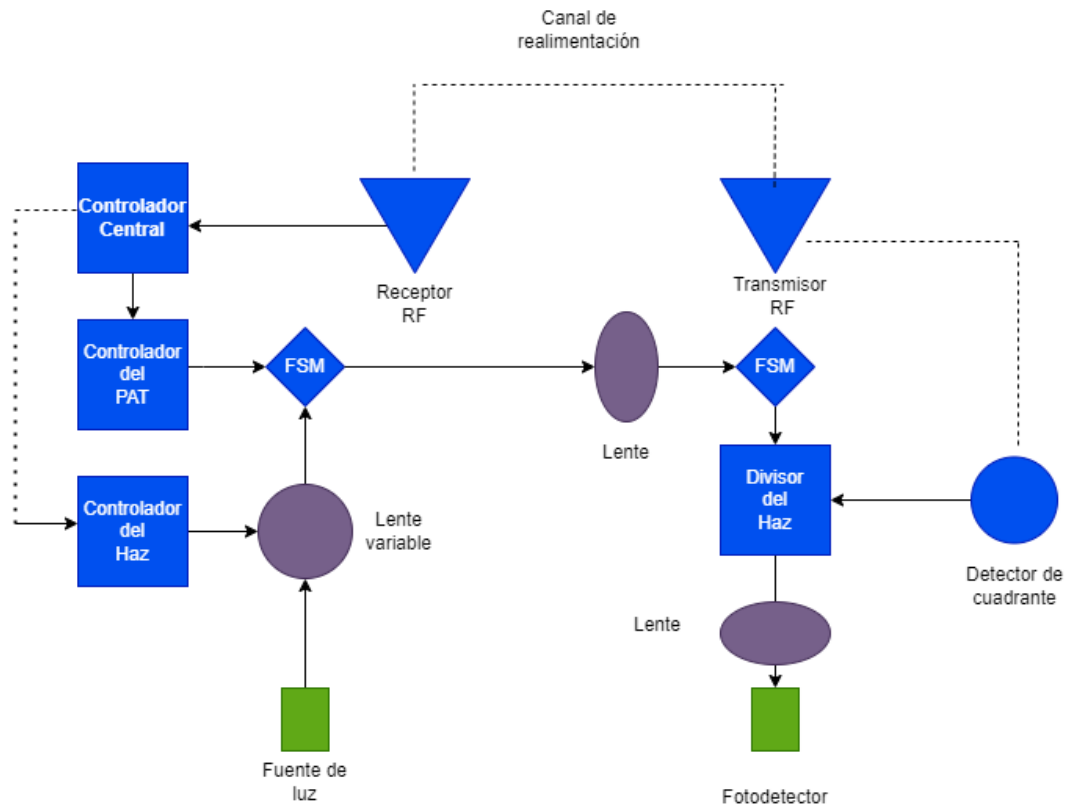 Canal de
realimentación
Controlador
Central
Receptor
RF
Transmisor
RF
Controlador
del
PAT
FSM
FSM
Lente
Controlador
del
Haz
Lente
variable
Divisor
del
Haz
Detector de
cuadrante
Lente
Fuente de
luz
Fotodetector